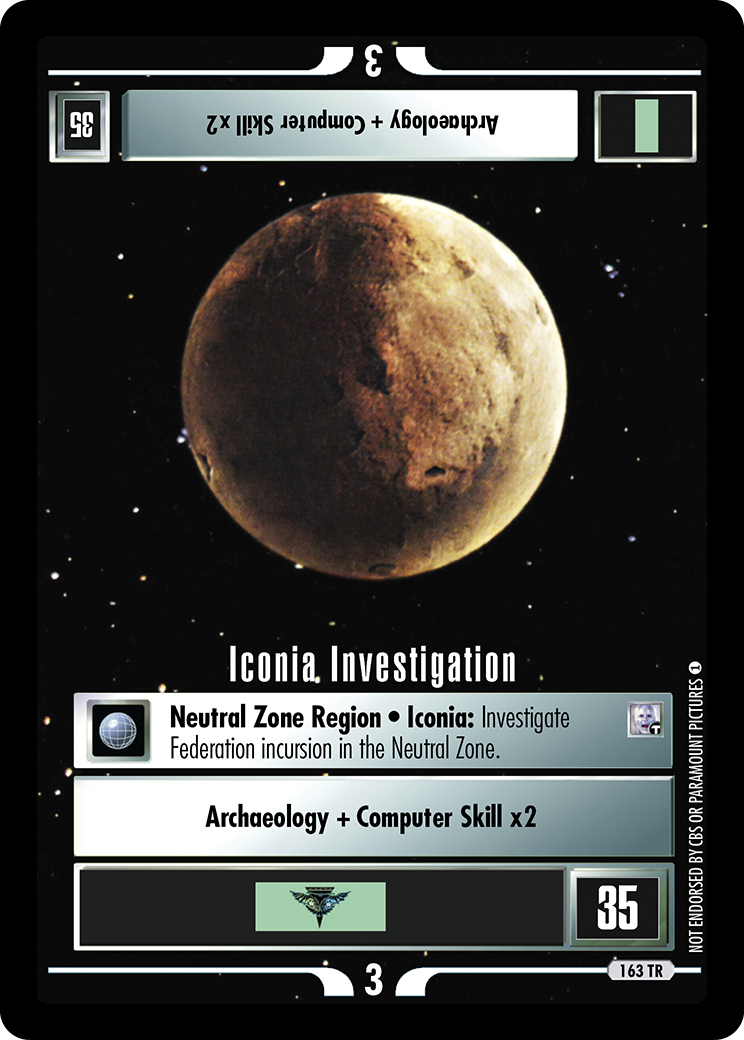 3
35
Archaeology + Computer Skill x2
Iconia Investigation
Neutral Zone Region • Iconia: Investigate
Federation incursion in the Neutral Zone.
T
Archaeology + Computer Skill x2
35
3
163 TR
NOT ENDORSED BY CBS OR PARAMOUNT PICTURES 1